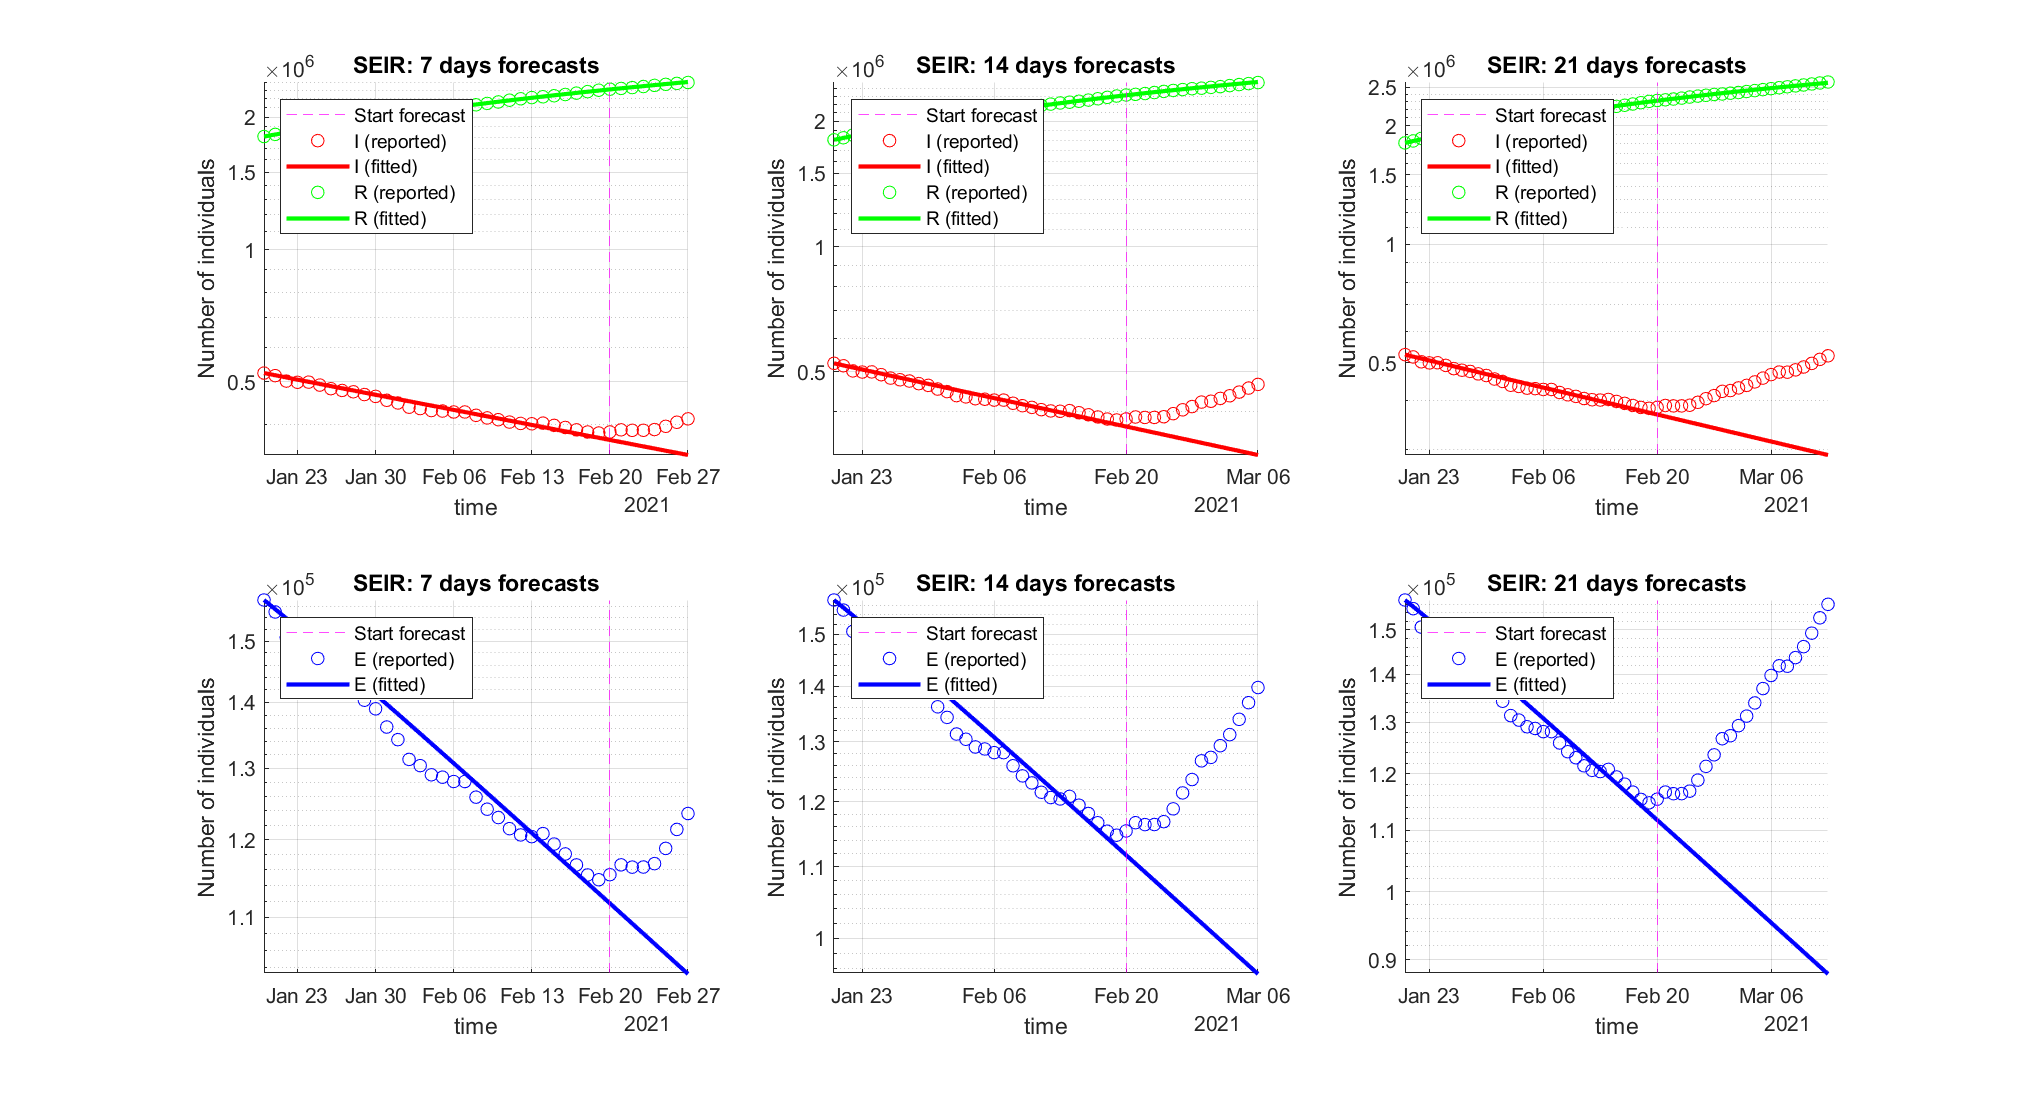 SEIR: 7 days forecasts
×10^6
Number of individuals
2
1.5
1
0.5
Start forecast
I (reported)
I (fitted)
R (reported)
R (fitted)
Jan 23 Jan 30 Feb 06 Feb 13 Feb 20 Feb 27
time
2021
SEIR: 14 days forecasts
×10^6
Number of individuals
2
1.5
1
0.5
Start forecast
I (reported)
I (fitted)
R (reported)
R (fitted)
Jan 23 Feb 06 Feb 20 Mar 06
time
2021
SEIR: 21 days forecasts
×10^6
Number of individuals
2.5
2
1.5
1
0.5
Start forecast
I (reported)
I (fitted)
R (reported)
R (fitted)
Jan 23 Feb 06 Feb 20 Mar 06
time
2021
SEIR: 7 days forecasts
×10^5
Number of individuals
1.5
1.4
1.3
1.2
1.1
Start forecast
E (reported)
E (fitted)
Jan 23 Jan 30 Feb 06 Feb 13 Feb 20 Feb 27
time
2021
SEIR: 14 days forecasts
×10^5
Number of individuals
1.5
1.4
1.3
1.2
1.1
1
Start forecast
E (reported)
E (fitted)
Jan 23 Feb 06 Feb 20 Mar 06
time
2021
SEIR: 21 days forecasts
×10^5
Number of individuals
1.5
1.4
1.3
1.2
1.1
1
0.9
Start forecast
E (reported)
E (fitted)
Jan 23 Feb 06 Feb 20 Mar 06
time
2021